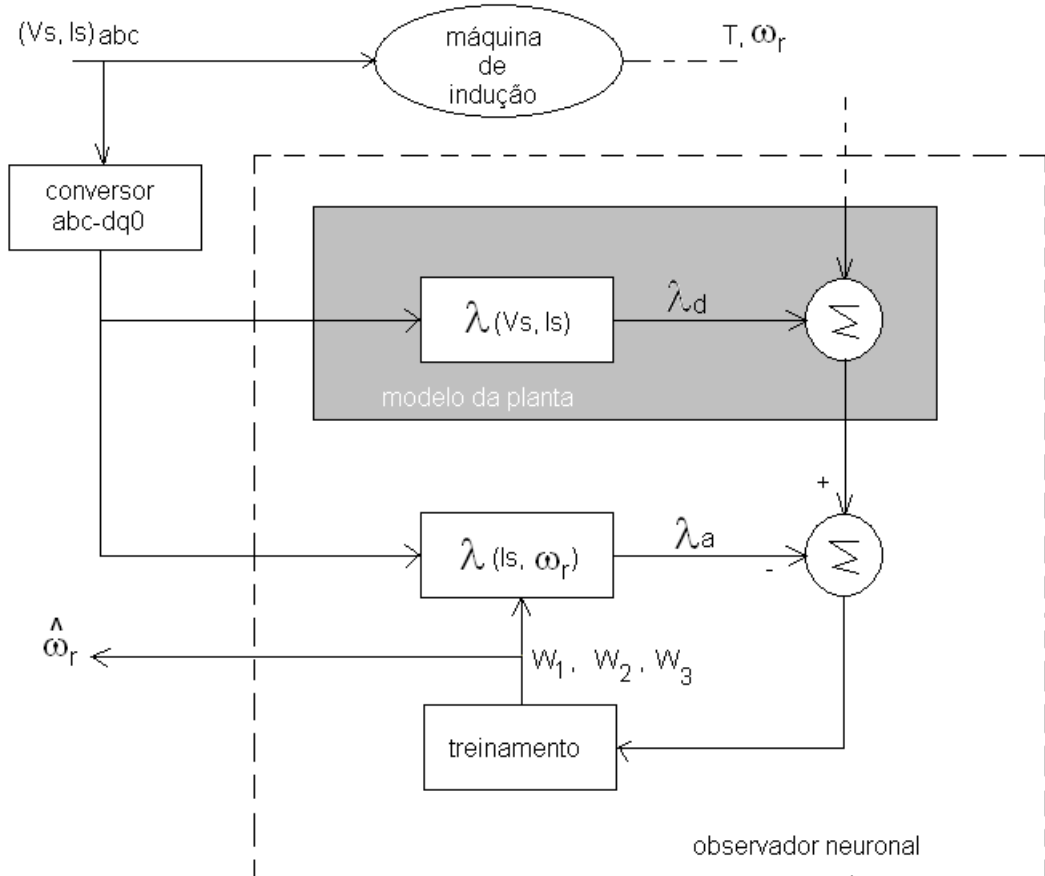 (Vs, Is)abc
máquina
de
indução
T, ωr
conversor
abc-dq0
λ(Vs, Is)
λd
Σ
modelo da planta
+
λ(Is, ωr)
λa
-
Σ
ω̂r
W1, W2, W3
treinamento
observador neuronal